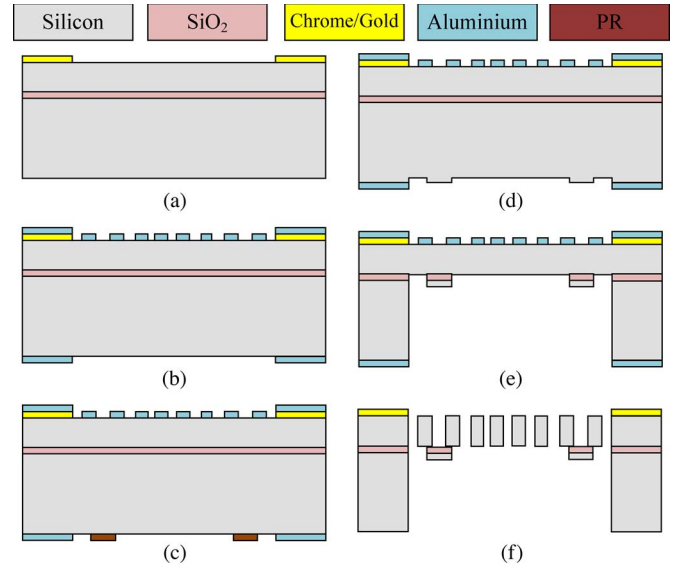 Silicon SiO₂ Chrome/Gold Aluminium PR
(a)
(d)
(b)
(e)
(c)
(f)